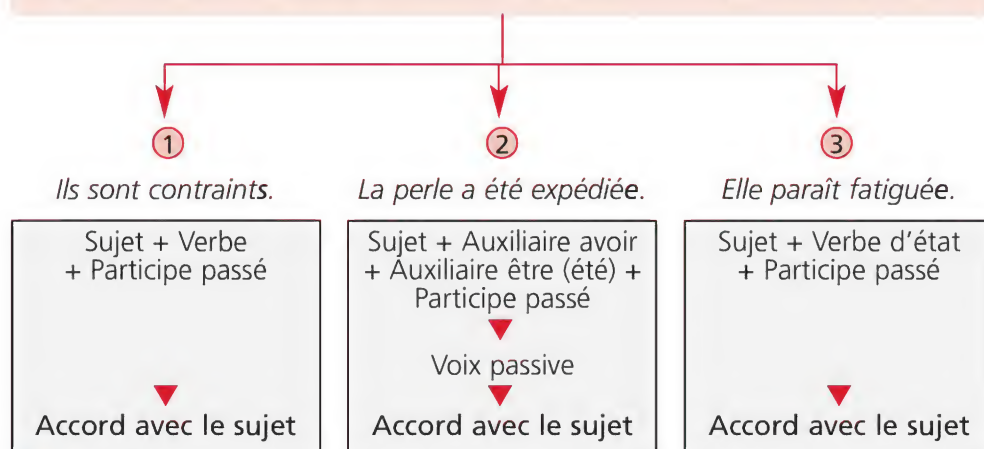 1
Ils sont contraints.
Sujet + Verbe
+ Participe passé
Accord avec le sujet
2
La perle a été expédiée.
Sujet + Auxiliaire avoir
+ Auxiliaire être (été) +
Participe passé
Voix passive
Accord avec le sujet
3
Elle paraît fatiguée.
Sujet + Verbe d'état
+ Participe passé
Accord avec le sujet